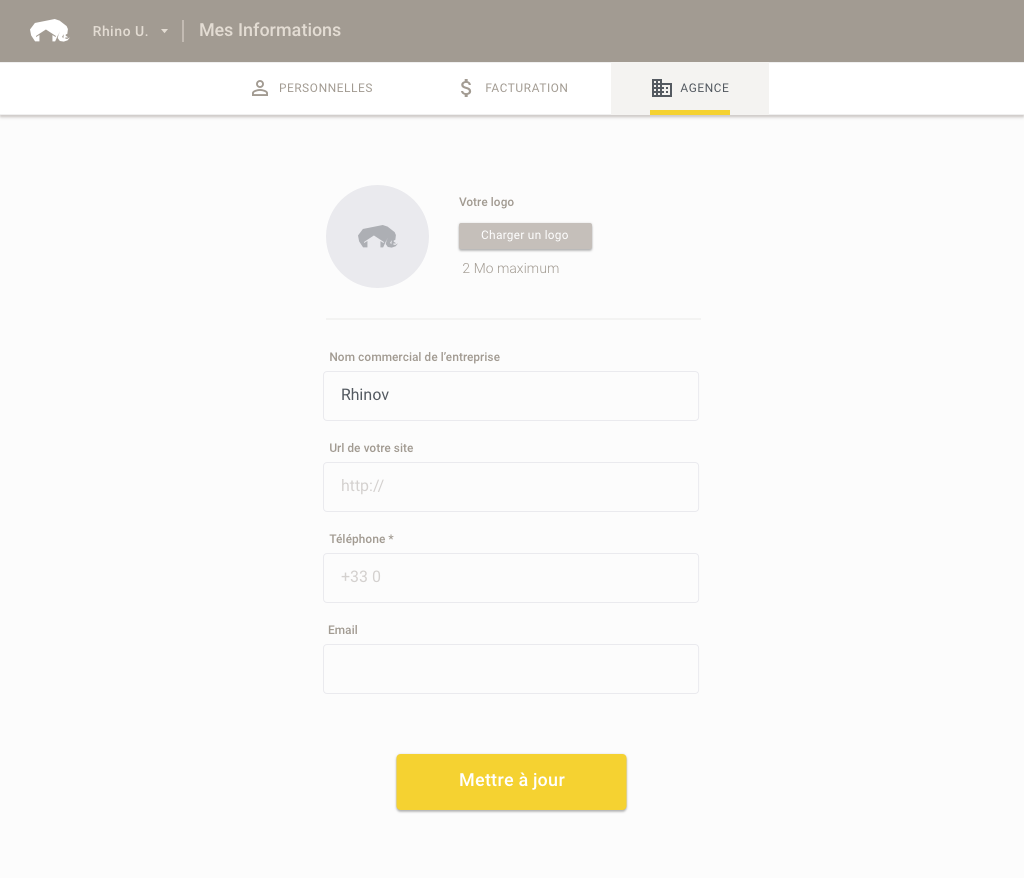 Rhino U.
Mes Informations
PERSONNELLES
FACTURATION
AGENCE
Votre logo
Charger un logo
2 Mo maximum
Nom commercial de l'entreprise
Rhinov
Url de votre site
http://
Téléphone *
+33 0
Email
Mettre à jour